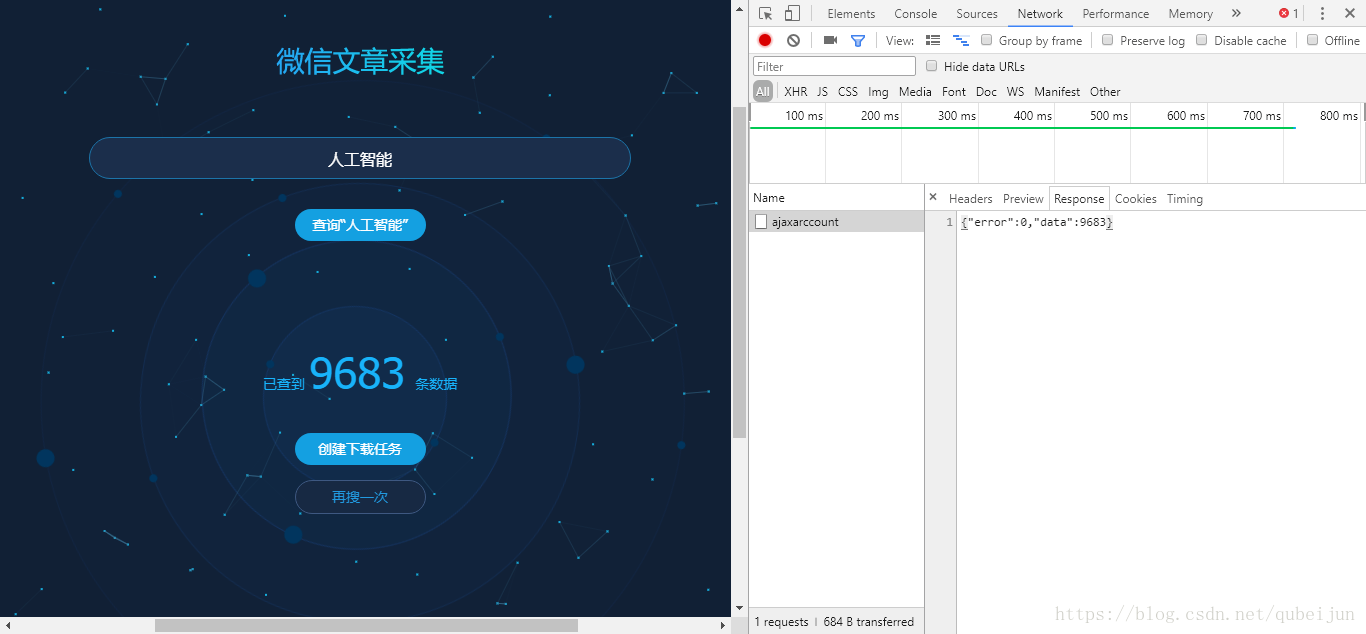 微信文章采集
人工智能
查询"人工智能"
已查到 9683 条数据
创建下载任务
再搜一次
Elements Console Sources Network Performance Memory » 1
View: Group by frame Preserve log Disable cache Offline
Filter Hide data URLs
All XHR JS CSS Img Media Font Doc WS Manifest Other
100 ms 200 ms 300 ms 400 ms 500 ms 600 ms 700 ms 800 ms
Name
ajaxarccount
× Headers Preview Response Cookies Timing
1 {"error":0,"data":9683}
1 requests | 684 B transferred
https://blog.csdn.net/qubeijun